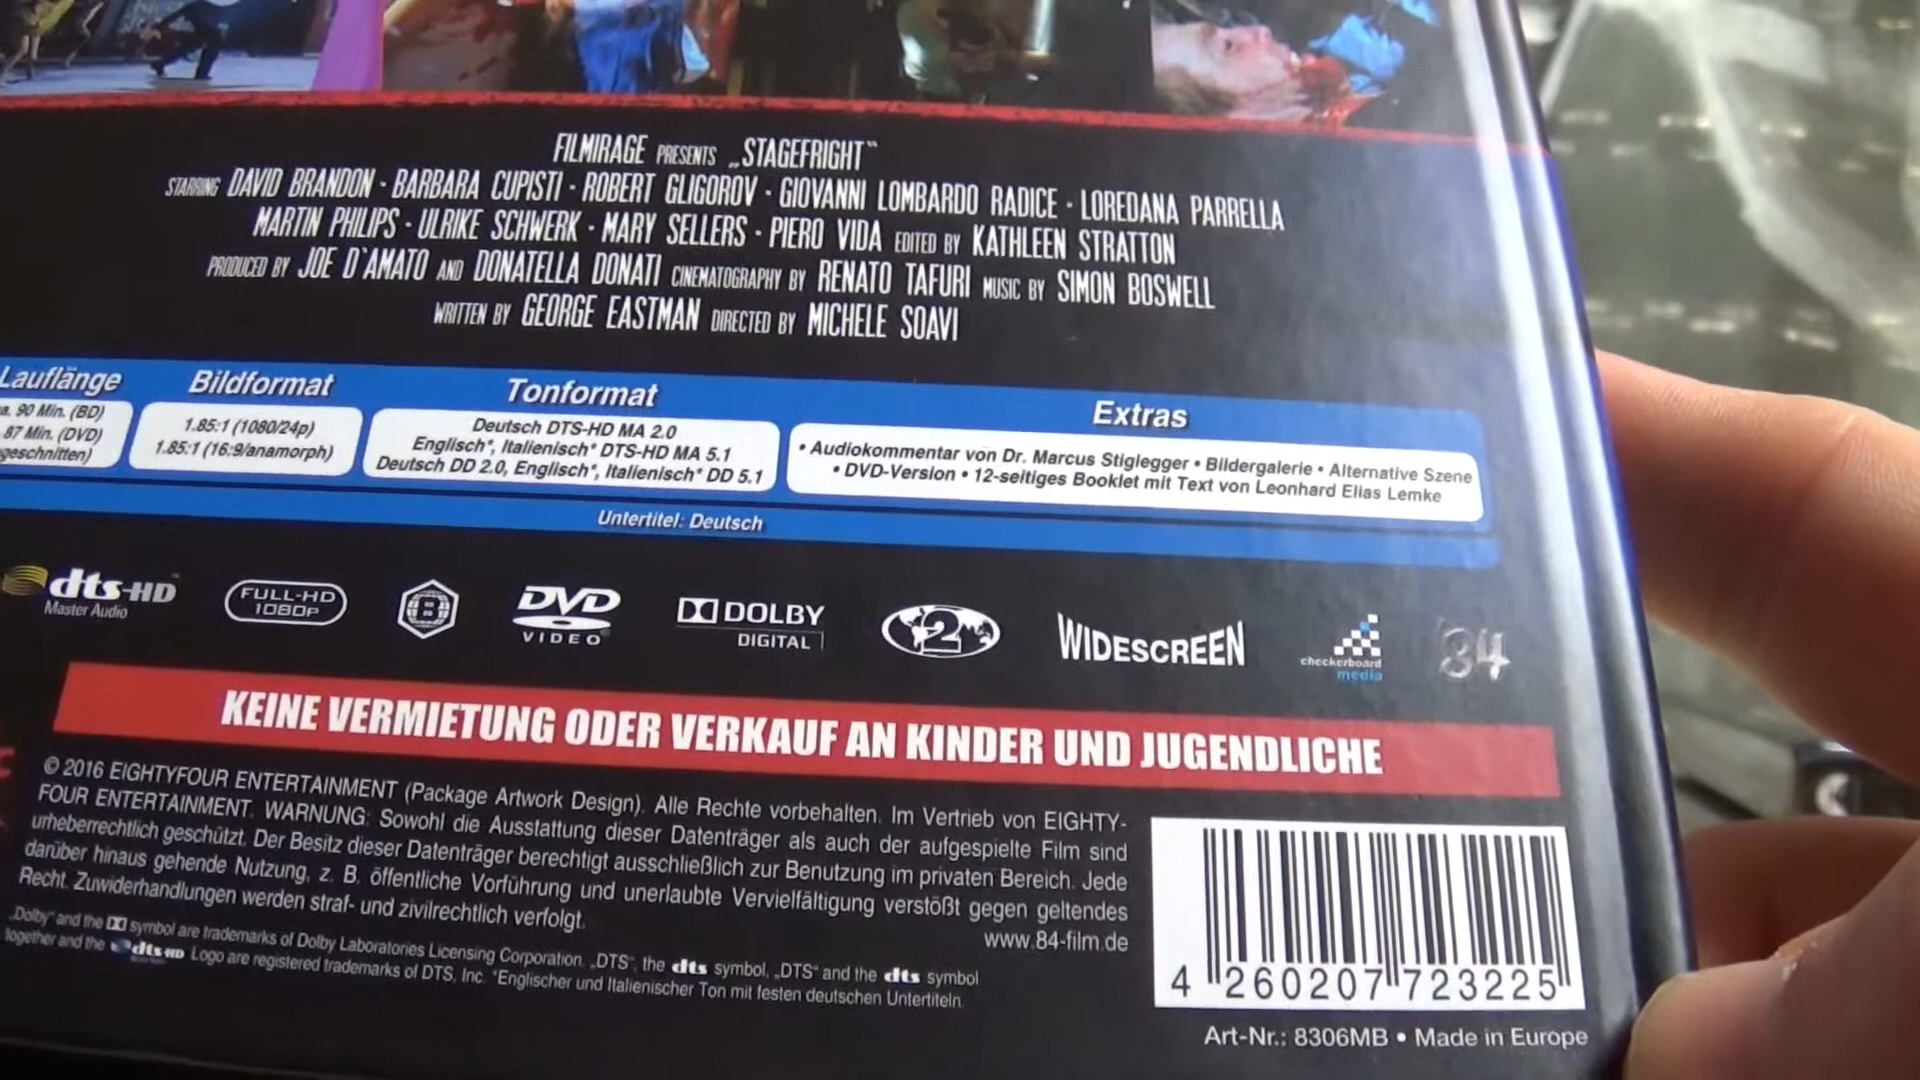 FILMIRAGE PRESENTS „STAGEFRIGHT“
STARRING DAVID BRANDON · BARBARA CUPISTI · ROBERT GLIGOROV · GIOVANNI LOMBARDO RADICE · LOREDANA PARRELLA
MARTIN PHILIPS · ULRIKE SCHWERK · MARY SELLERS · PIERO VIDA EDITED BY KATHLEEN STRATTON
PRODUCED BY JOE D`AMATO AND DONATELLA DONATI CINEMATOGRAPHY BY RENATO TAFURI MUSIC BY SIMON BOSWELL
WRITTEN BY GEORGE EASTMAN DIRECTED BY MICHELE SOAVI
Lauflänge
90 Min. (BD)
87 Min. (DVD)
geschnitten)
Bildformat
1.85:1 (1080/24p)
1.85:1 (16:9/anamorph)
Tonformat
Deutsch DTS-HD MA 2.0
Englisch*, Italienisch* DTS-HD MA 5.1
Deutsch DD 2.0, Englisch*, Italienisch* DD 5.1
Extras
• Audiokommentar von Dr. Marcus Stiglegger • Bildergalerie • Alternative Szene
• DVD-Version • 12-seitiges Booklet mit Text von Leonhard Elias Lemke
Untertitel: Deutsch
dts-HD
Master Audio
FULL-HD
1080P
B
DVD
VIDEO
DOLBY
DIGITAL
2
WIDESCREEN
checkerboard
media
84
KEINE VERMIETUNG ODER VERKAUF AN KINDER UND JUGENDLICHE
© 2016 EIGHTYFOUR ENTERTAINMENT (Package Artwork Design). Alle Rechte vorbehalten. Im Vertrieb von EIGHTY-
FOUR ENTERTAINMENT. WARNUNG: Sowohl die Ausstattung dieser Datenträger als auch der aufgespielte Film sind
urheberrechtlich geschützt. Der Besitz dieser Datenträger berechtigt ausschließlich zur Benutzung im privaten Bereich. Jede
darüber hinaus gehende Nutzung, z. B. öffentliche Vorführung und unerlaubte Vervielfältigung verstößt gegen geltendes
Recht. Zuwiderhandlungen werden straf- und zivilrechtlich verfolgt.
www.84-film.de
„Dolby“ and the symbol are trademarks of Dolby Laboratories Licensing Corporation. „DTS“, the dts symbol, „DTS“ and the dts symbol
together and the dts-HD Logo are registered trademarks of DTS, Inc. *Englischer und Italienischer Ton mit festen deutschen Untertiteln.
4 260207 723225
Art-Nr.: 8306MB • Made in Europe